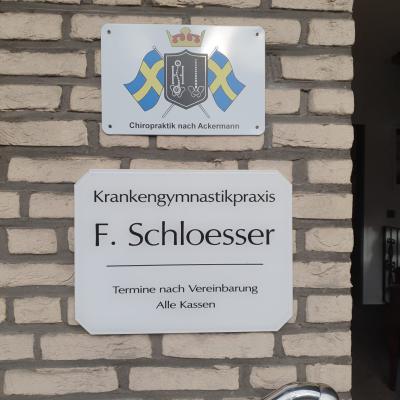 Chiropraktik nach Ackermann
Krankengymnastikpraxis
F. Schloesser
Termine nach Vereinbarung
Alle Kassen